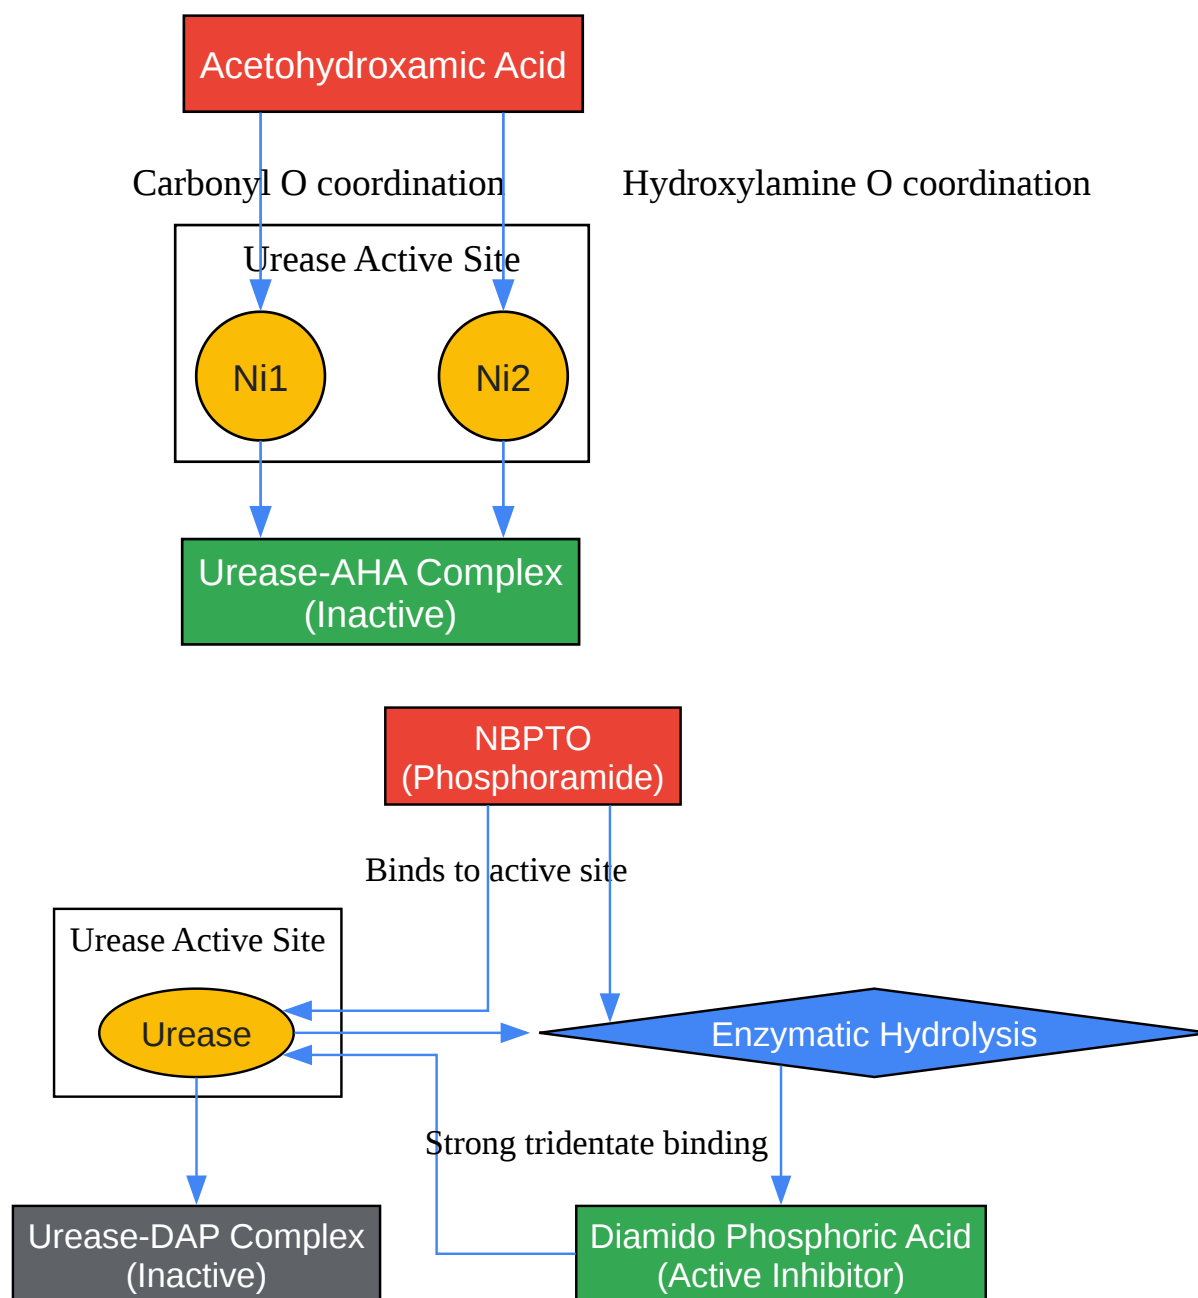 Acetohydroxamic Acid
Carbonyl O coordination
Hydroxylamine O coordination
Urease Active Site
Ni1
Ni2
Urease-AHA Complex
(Inactive)
NBPTO
(Phosphoramide)
Binds to active site
Urease Active Site
Urease
Enzymatic Hydrolysis
Strong tridentate binding
Urease-DAP Complex
(Inactive)
Diamido Phosphoric Acid
(Active Inhibitor)